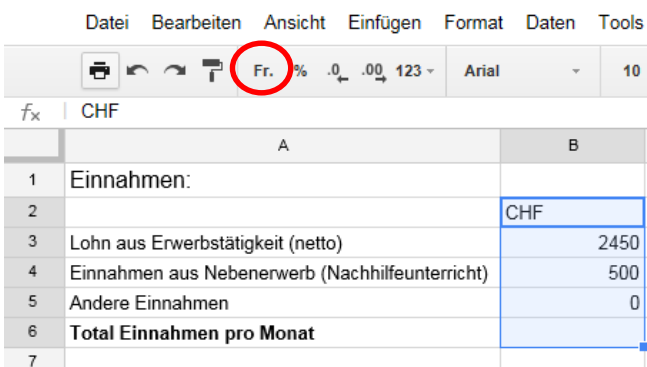 Datei Bearbeiten Ansicht Einfügen Format Daten Tools
Fr. % .0 .00 123 Arial 10
fx CHF
A B
1 Einnahmen:
2 CHF
3 Lohn aus Erwerbstätigkeit (netto) 2450
4 Einnahmen aus Nebenerwerb (Nachhilfeunterricht) 500
5 Andere Einnahmen 0
6 Total Einnahmen pro Monat
7